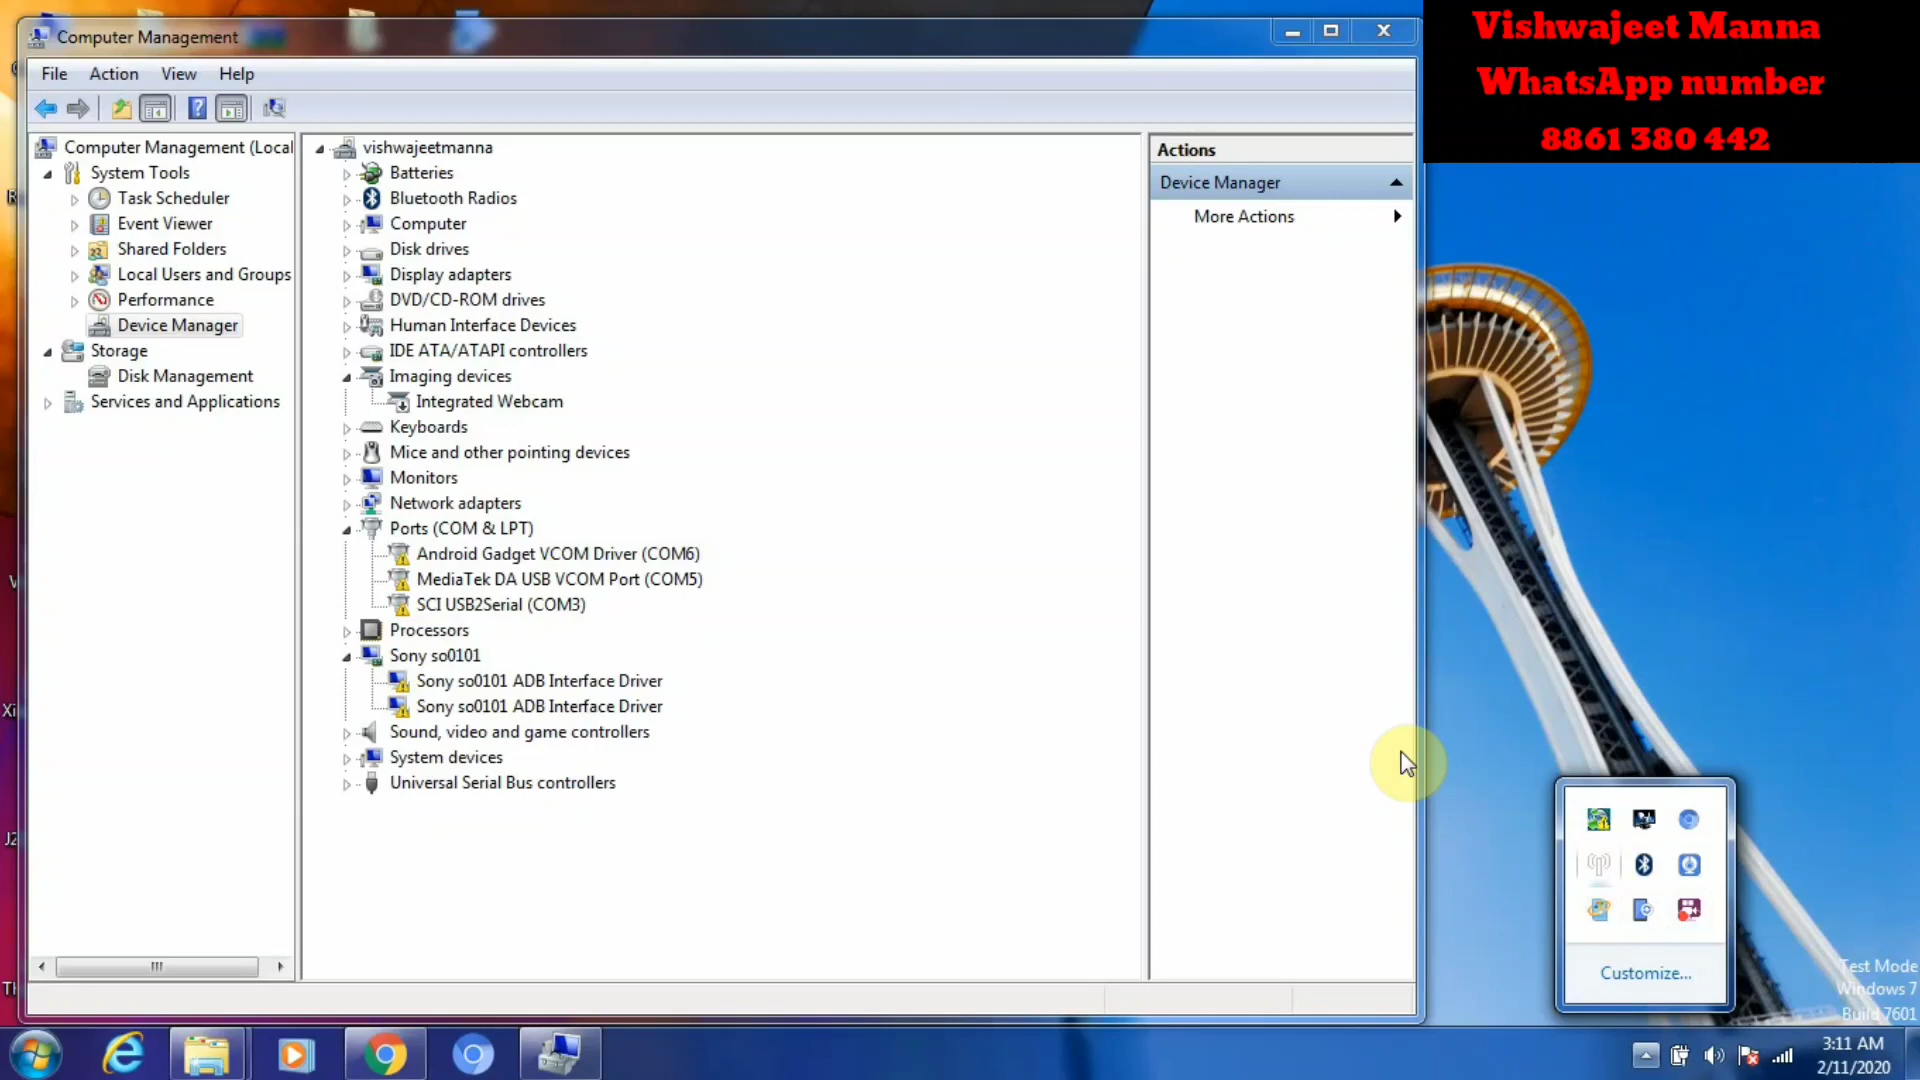 Computer Management
Vishwajeet Manna
WhatsApp number
8861 380 442
File Action View Help
Computer Management (Local
System Tools
Task Scheduler
Event Viewer
Shared Folders
Local Users and Groups
Performance
Device Manager
Storage
Disk Management
Services and Applications
vishwajeetmanna
Batteries
Bluetooth Radios
Computer
Disk drives
Display adapters
DVD/CD-ROM drives
Human Interface Devices
IDE ATA/ATAPI controllers
Imaging devices
Integrated Webcam
Keyboards
Mice and other pointing devices
Monitors
Network adapters
Ports (COM & LPT)
Android Gadget VCOM Driver (COM6)
MediaTek DA USB VCOM Port (COM5)
SCI USB2Serial (COM3)
Processors
Sony so0101
Sony so0101 ADB Interface Driver
Sony so0101 ADB Interface Driver
Sound, video and game controllers
System devices
Universal Serial Bus controllers
Actions
Device Manager
More Actions
Customize...
Test Mode
Windows 7
Build 7601
3:11 AM
2/11/2020